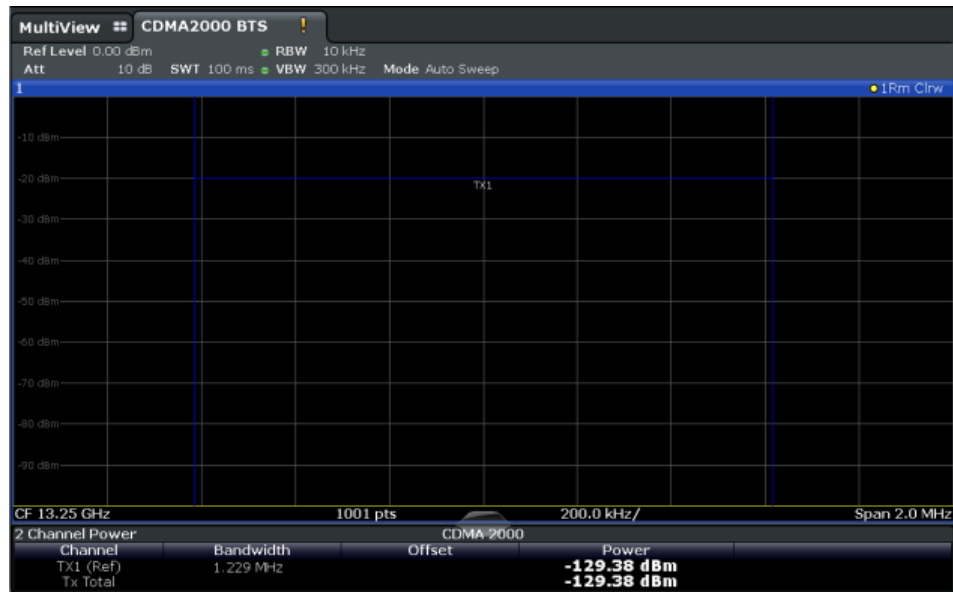 MultiView CDMA2000 BTS !
Ref Level 0.00 dBm RBW 10 kHz
Att 10 dB SWT 100 ms VBW 300 kHz Mode Auto Sweep
1 1Rm Clrw
-10 dBm
-20 dBm
TX1
-30 dBm
-40 dBm
-50 dBm
-60 dBm
-70 dBm
-80 dBm
-90 dBm
CF 13.25 GHz 1001 pts 200.0 kHz/ Span 2.0 MHz
2 Channel Power CDMA 2000
Channel Bandwidth Offset Power
TX1 (Ref) 1.229 MHz -129.38 dBm
Tx Total -129.38 dBm